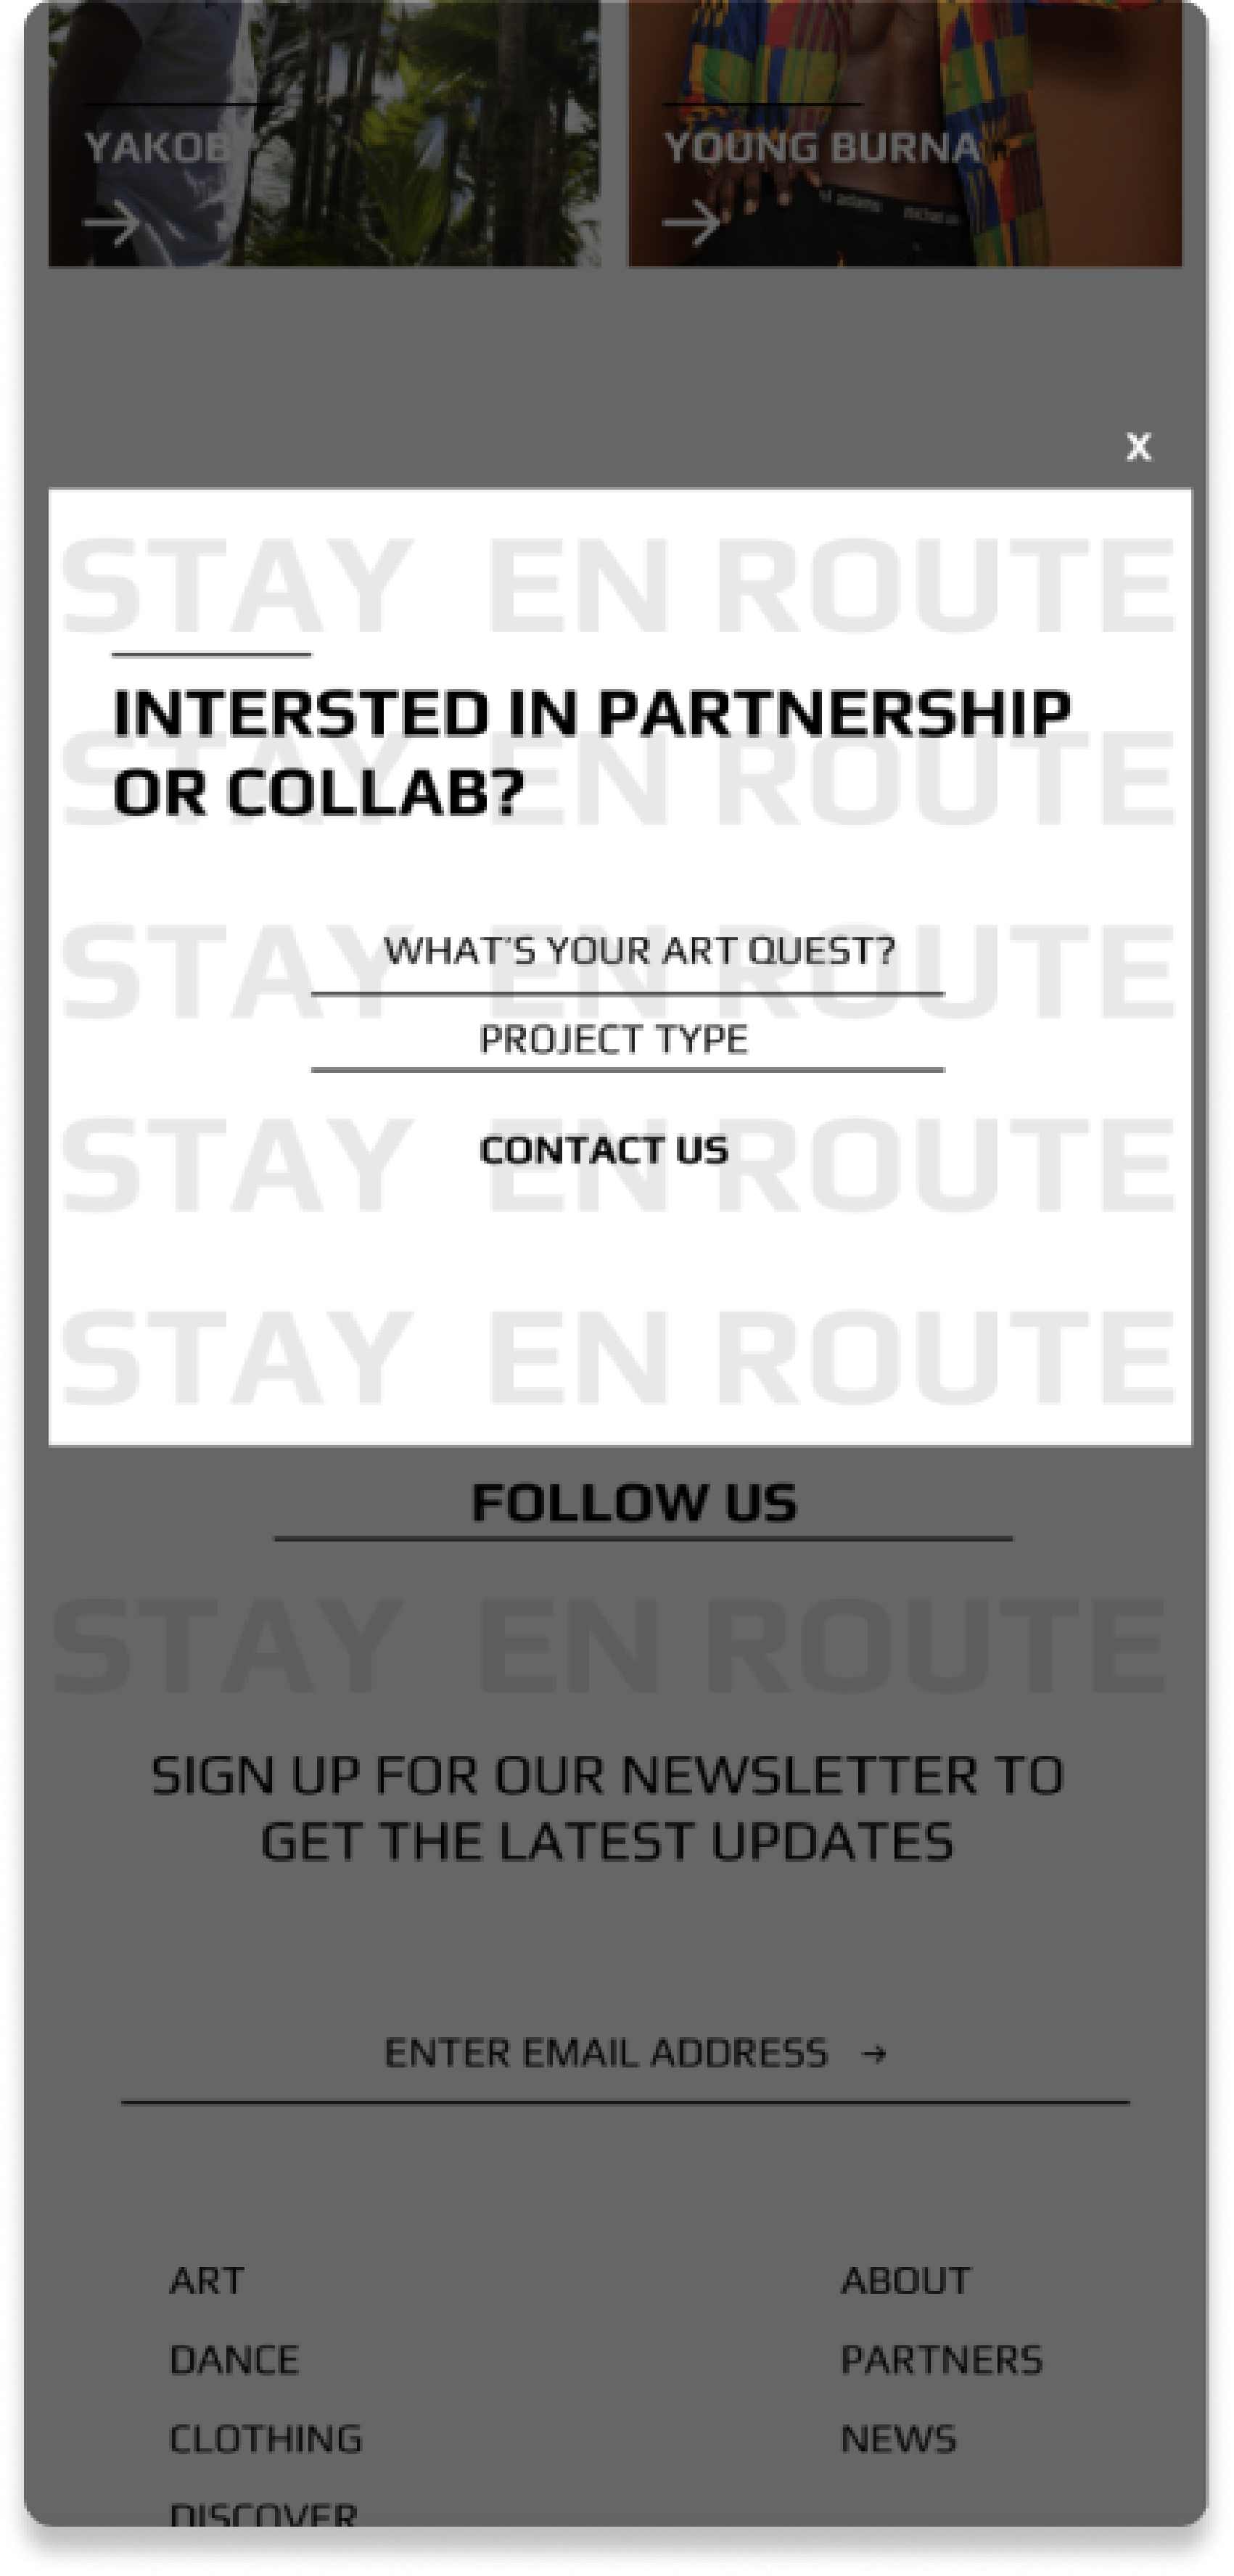 YAKOB
YOUNG BURNA
X
STAY EN ROUTE
INTERSTED IN PARTNERSHIP
STAY EN ROUTE
OR COLLAB?
STAY EN ROUTE
WHAT'S YOUR ART QUEST?
PROJECT TYPE
STAY EN ROUTE
CONTACT US
STAY EN ROUTE
FOLLOW US
STAY EN ROUTE
SIGN UP FOR OUR NEWSLETTER TO
GET THE LATEST UPDATES
ENTER EMAIL ADDRESS →
ART
ABOUT
DANCE
PARTNERS
CLOTHING
NEWS
DISCOVER